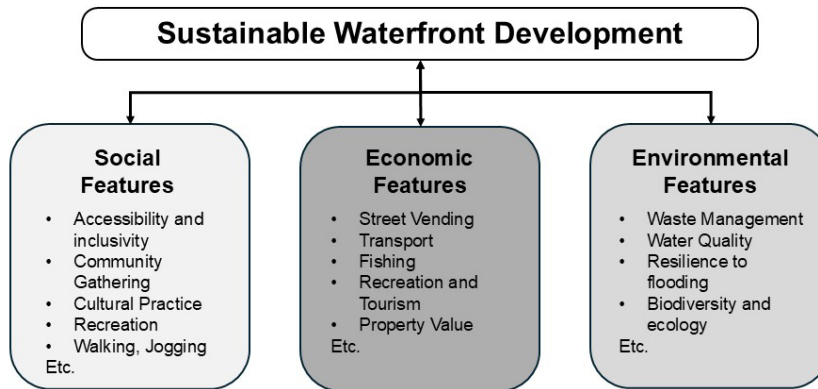 Sustainable Waterfront Development
Social
Features
• Accessibility and
inclusivity
• Community
Gathering
• Cultural Practice
• Recreation
• Walking, Jogging
Etc.
Economic
Features
• Street Vending
• Transport
• Fishing
• Recreation and
Tourism
• Property Value
Etc.
Environmental
Features
• Waste Management
• Water Quality
• Resilience to
flooding
• Biodiversity and
ecology
Etc.